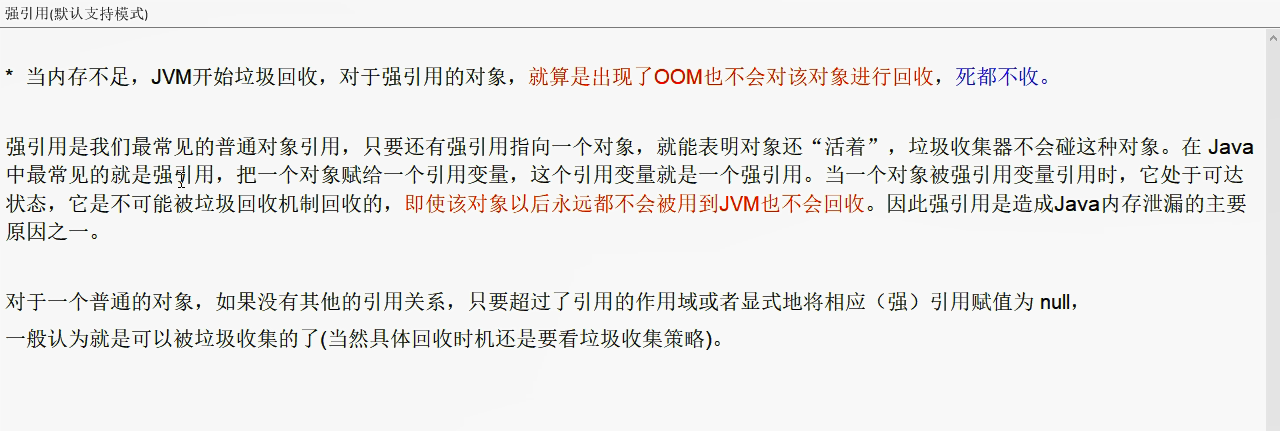 强引用(默认支持模式)
* 当内存不足，JVM开始垃圾回收，对于强引用的对象，就算是出现了OOM也不会对该对象进行回收，死都不收。
强引用是我们最常见的普通对象引用，只要还有强引用指向一个对象，就能表明对象还“活着”，垃圾收集器不会碰这种对象。在 Java
中最常见的就是强引用，把一个对象赋给一个引用变量，这个引用变量就是一个强引用。当一个对象被强引用变量引用时，它处于可达
状态，它是不可能被垃圾回收机制回收的，即使该对象以后永远都不会被用到JVM也不会回收。因此强引用是造成Java内存泄漏的主要
原因之一。
对于一个普通的对象，如果没有其他的引用关系，只要超过了引用的作用域或者显式地将相应（强）引用赋值为 null，
一般认为就是可以被垃圾收集的了(当然具体回收时机还是要看垃圾收集策略)。